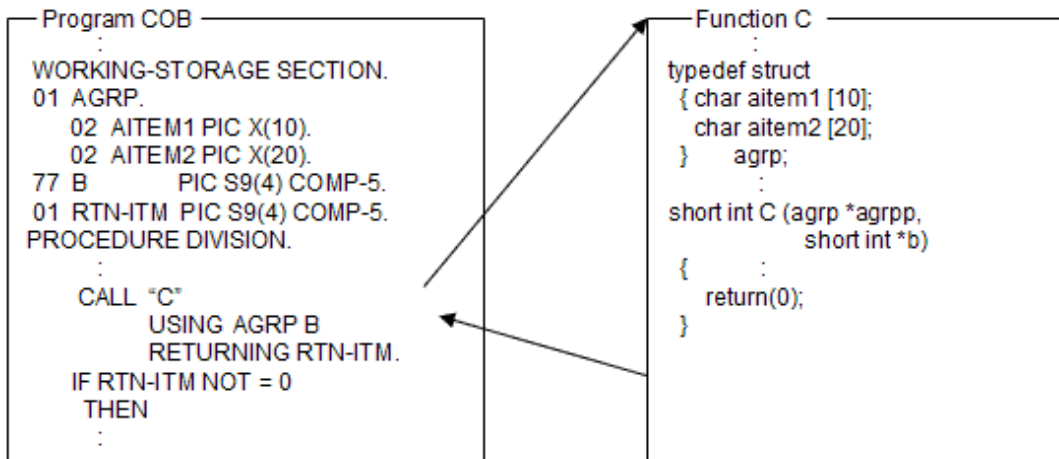 Program COB
:
WORKING-STORAGE SECTION.
01 AGRP.
02 AITEM1 PIC X(10).
02 AITEM2 PIC X(20).
77 B PIC S9(4) COMP-5.
01 RTN-ITM PIC S9(4) COMP-5.
PROCEDURE DIVISION.
:
CALL “C”
USING AGRP B
RETURNING RTN-ITM.
IF RTN-ITM NOT = 0
THEN
:
Function C
:
typedef struct
{ char aitem1 [10];
char aitem2 [20];
} agrp;
:
short int C (agrp *agrpp,
short int *b)
{ :
return(0);
}